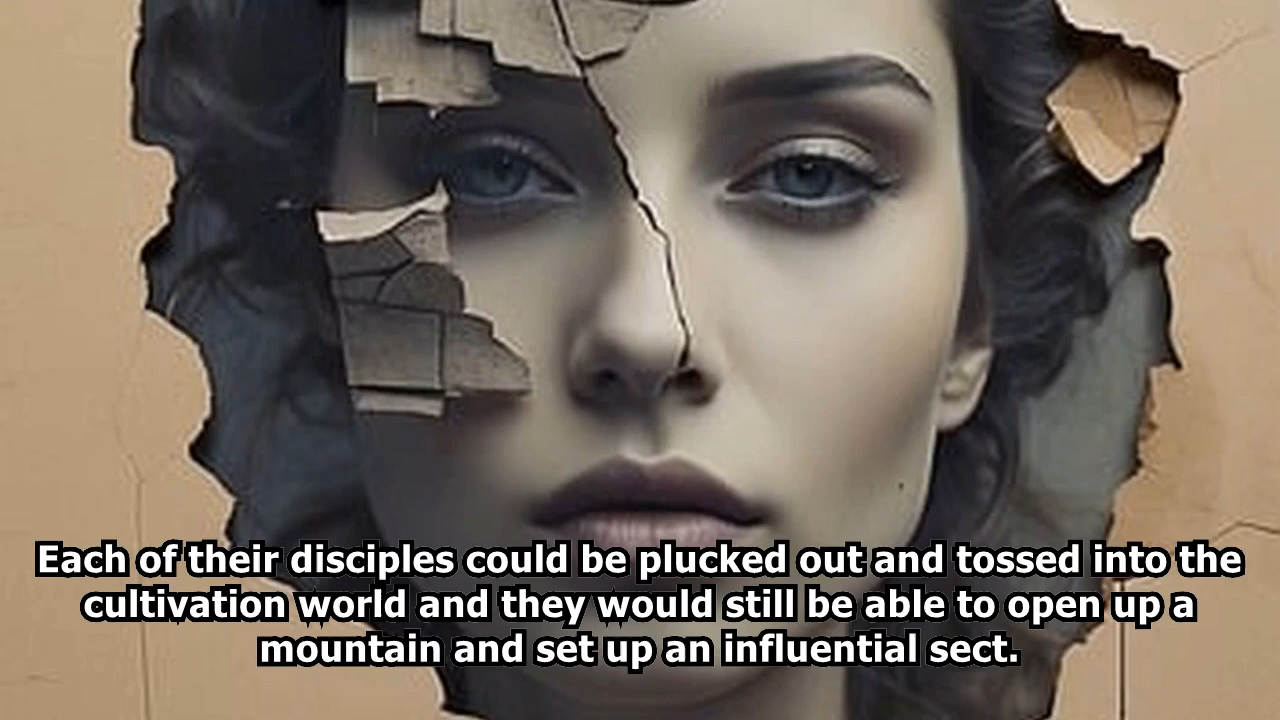 Each of their disciples could be plucked out and tossed into the
cultivation world and they would still be able to open up a
mountain and set up an influential sect.